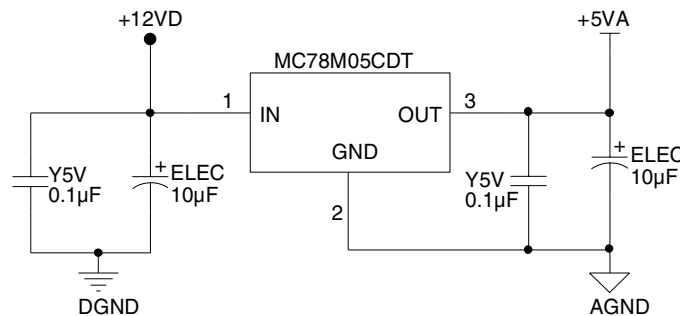 +12VD
+5VA
MC78M05CDT
1
IN
OUT
3
GND
2
Y5V
0.1µF
+
ELEC
10µF
Y5V
0.1µF
+
ELEC
10µF
DGND
AGND